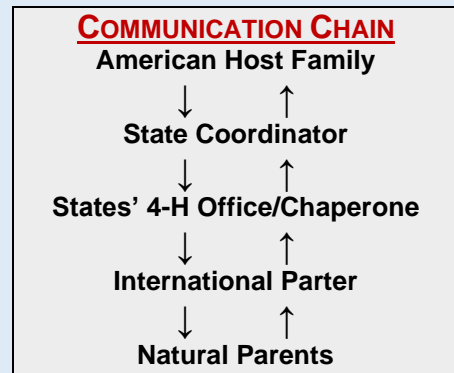 COMMUNICATION CHAIN
American Host Family
↓ ↑
State Coordinator
↓ ↑
States' 4-H Office/Chaperone
↓ ↑
International Parter
↓ ↑
Natural Parents